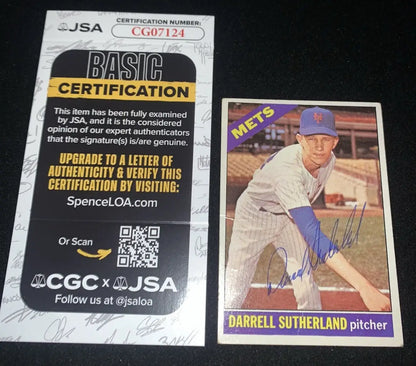 JSA
CERTIFICATION NUMBER:
CG07124
BASIC
CERTIFICATION
This item has been fully examined
by JSA, and it is the considered
opinion of our expert authenticators
that the signature(s) is/are genuine.
UPGRADE TO A LETTER OF
AUTHENTICITY & VERIFY THIS
CERTIFICATION BY VISITING:
SpenceLOA.com
Or Scan
CGC x JSA
Follow us at @jsaloa
METS
Darrell Sutherland
DARRELL SUTHERLAND pitcher